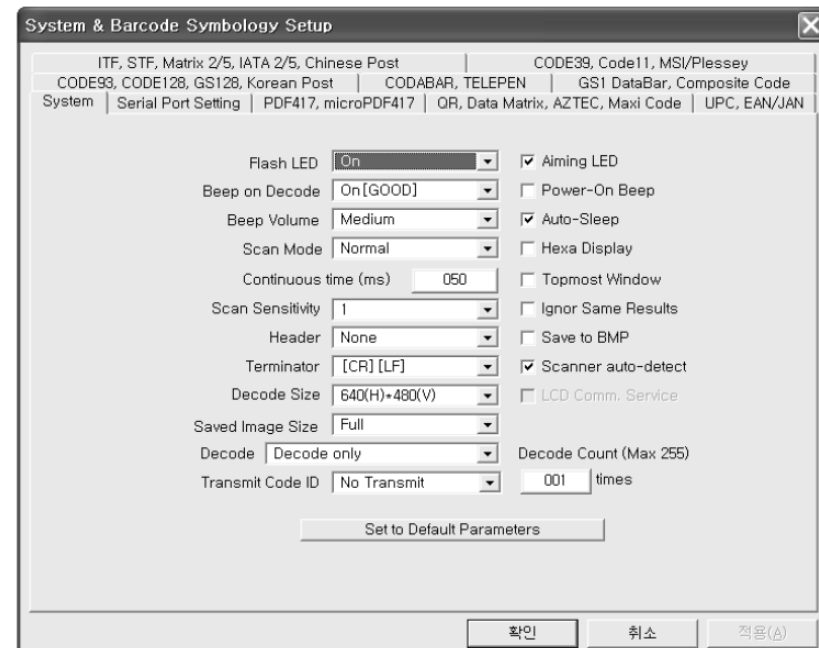 System & Barcode Symbology Setup
ITF, STF, Matrix 2/5, IATA 2/5, Chinese Post
CODE39, Code11, MSI/Plessey
CODE93, CODE128, GS128, Korean Post
CODABAR, TELEPEN
GS1 DataBar, Composite Code
System
Serial Port Setting
PDF417, microPDF417
QR, Data Matrix, AZTEC, Maxi Code
UPC, EAN/JAN
Flash LED On Aiming LED
Beep on Decode On[GOOD] Power-On Beep
Beep Volume Medium Auto-Sleep
Scan Mode Normal Hexa Display
Continuous time (ms) 050 Topmost Window
Scan Sensitivity 1 Ignor Same Results
Header None Save to BMP
Terminator [CR][LF] Scanner auto-detect
Decode Size 640(H)*480(V) LCD Comm. Service
Saved Image Size Full
Decode Decode only Decode Count (Max 255)
Transmit Code ID No Transmit 001 times
Set to Default Parameters
확인 취소 적용(A)